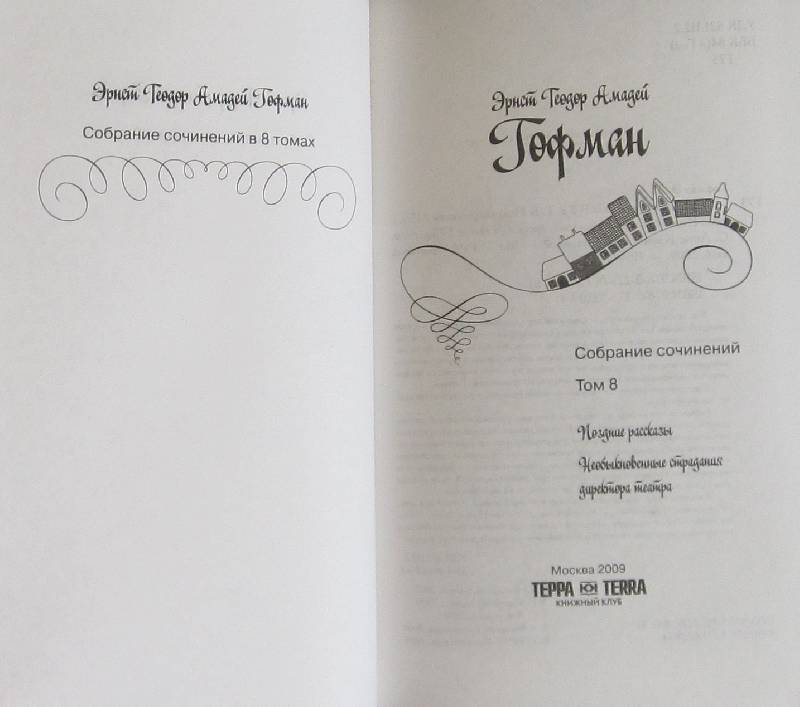 Эрнст Теодор Амадей Гофман
Собрание сочинений в 8 томах
Эрнст Теодор Амадей
Гофман
Собрание сочинений
Том 8
Поздние рассказы
Необыкновенные страдания
директора театра
Москва 2009
ТЕРРА TERRA
КНИЖНЫЙ КЛУБ